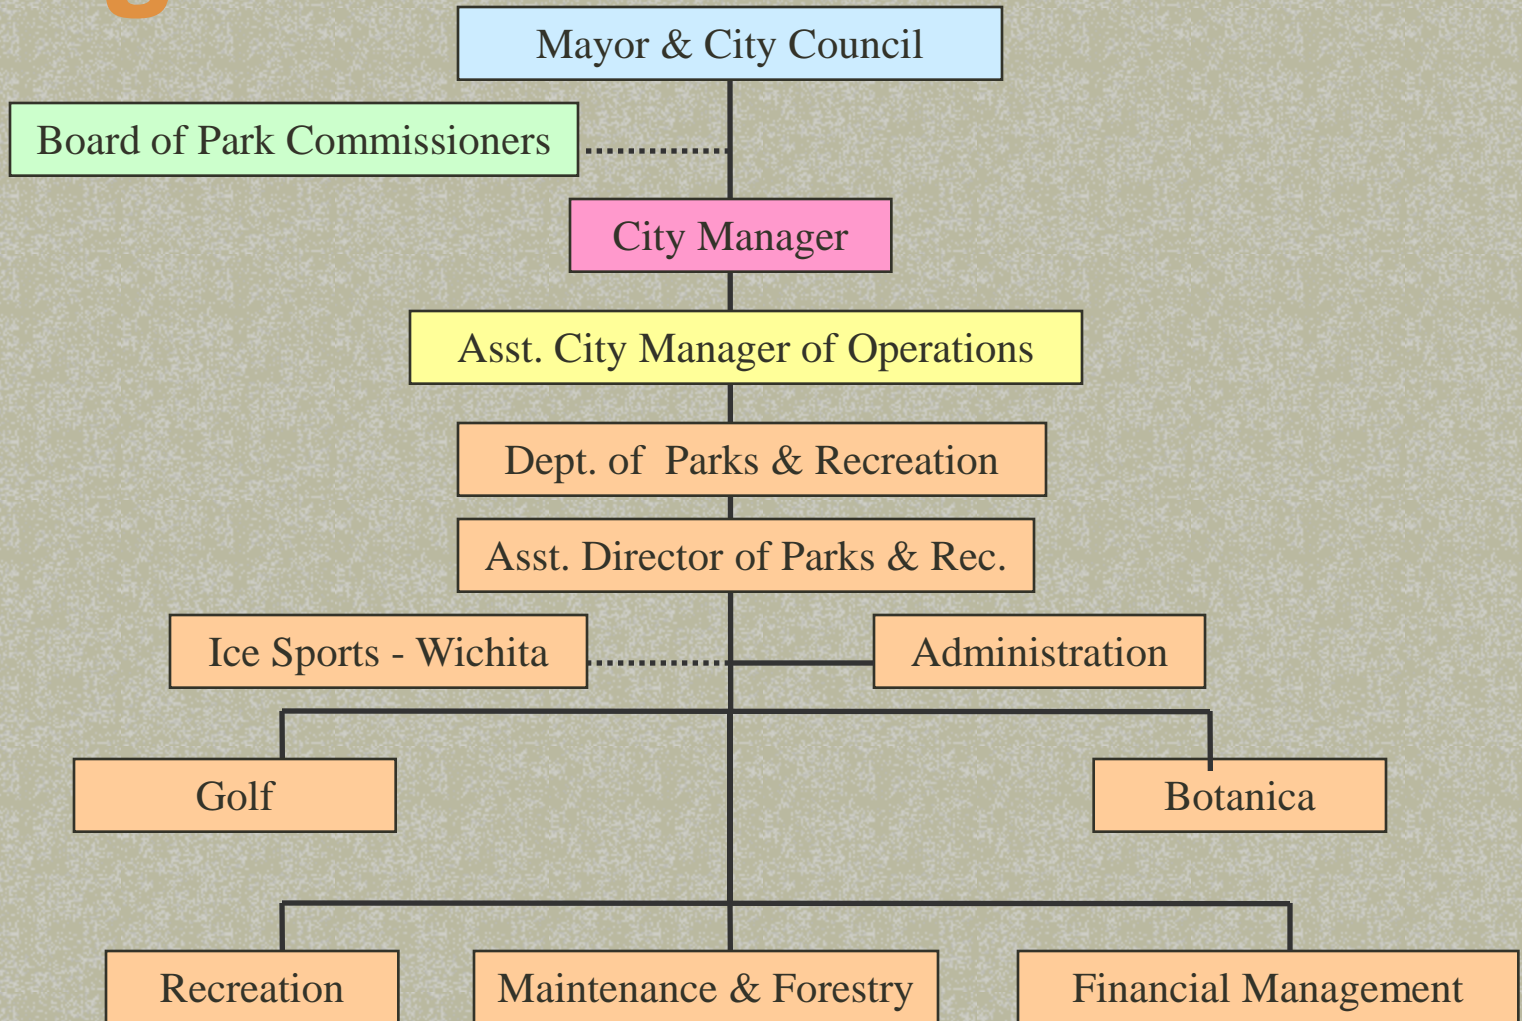 Mayor & City Council
Board of Park Commissioners
City Manager
Asst. City Manager of Operations
Dept. of  Parks & Recreation
Asst. Director of Parks & Rec.
Ice Sports - Wichita
Administration
Golf
Botanica
Recreation
Maintenance & Forestry
Financial Management